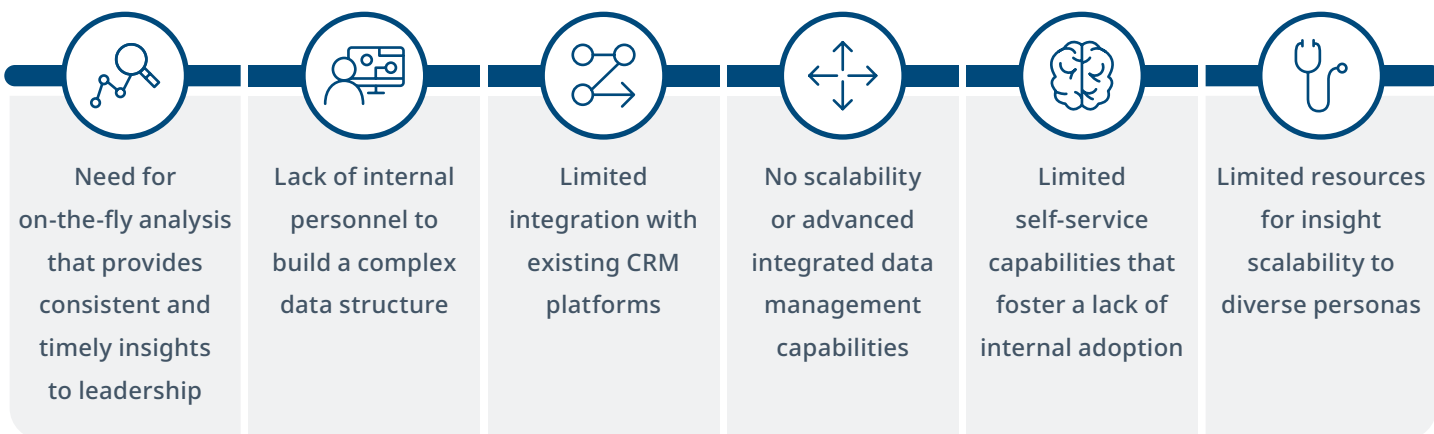 Need for
on-the-fly analysis
that provides
consistent and
timely insights
to leadership
Lack of internal
personnel to
build a complex
data structure
Limited
integration with
existing CRM
platforms
No scalability
or advanced
integrated data
management
capabilities
Limited
self-service
capabilities that
foster a lack of
internal adoption
Limited resources
for insight
scalability to
diverse personas